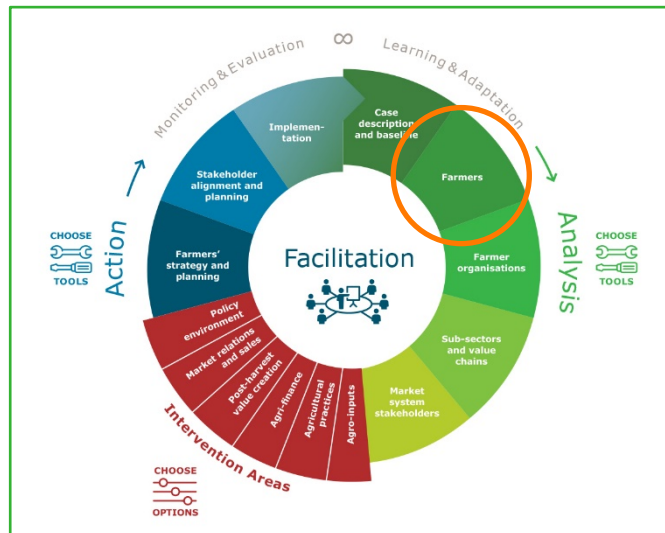 Monitoring & Evaluation
∞
Learning & Adaptation
Case
description
and baseline
Farmers
Farmer
organisations
Sub-sectors
and value
chains
Market
system
stakeholders
Agro-inputs
Agricultural
practices
Agri-finance
Post-harvest
value creation
Market relations
and sales
Policy
environment
Farmers’
strategy and
planning
Stakeholder
alignment and
planning
Implemen-
tation
Facilitation
Analysis
CHOOSE
TOOLS
Action
CHOOSE
TOOLS
Intervention Areas
CHOOSE
OPTIONS